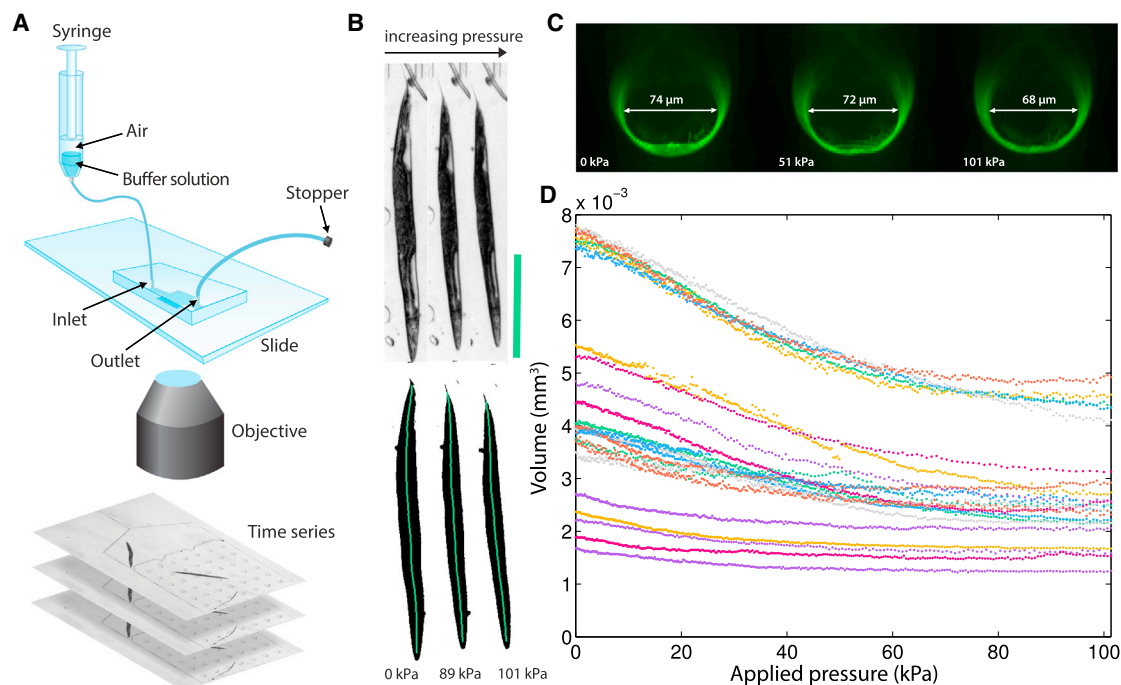 A
Syringe
Air
Buffer solution
Stopper
Inlet
Outlet
Slide
Objective
Time series
B
increasing pressure
0 kPa
89 kPa
101 kPa
C
74 µm
72 µm
68 µm
0 kPa
51 kPa
101 kPa
D
x 10⁻³
8
7
6
5
4
3
2
1
0
Volume (mm³)
0
20
40
60
80
100
Applied pressure (kPa)